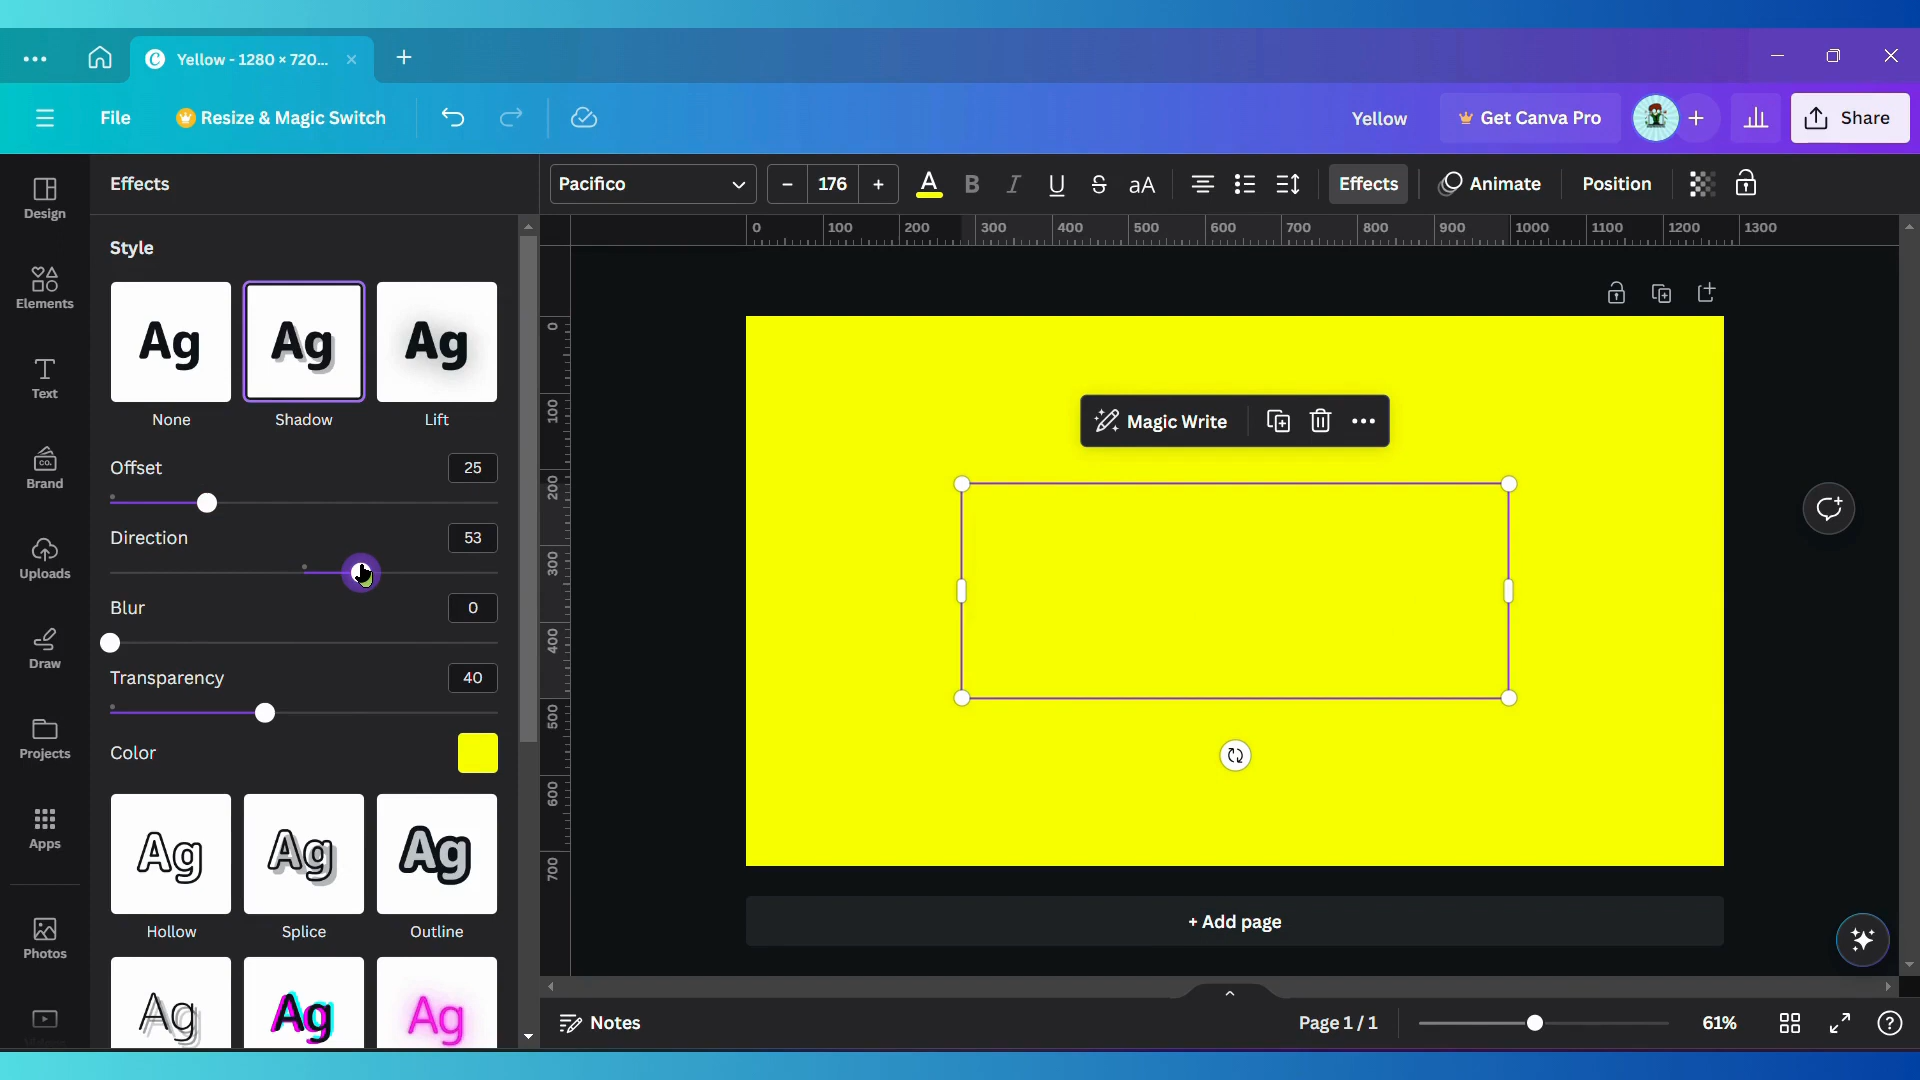 Yellow - 1280 × 720...
File
Resize & Magic Switch
Yellow
Get Canva Pro
Share
Design
Elements
Text
Brand
Uploads
Draw
Projects
Apps
Photos
Effects
Style
Ag
Ag
Ag
None
Shadow
Lift
Offset
25
Direction
53
Blur
0
Transparency
40
Color
Ag
Ag
Ag
Hollow
Splice
Outline
Ag
Ag
Ag
Pacifico
176
A
B
I
U
S
aA
Effects
Animate
Position
0 100 200 300 400 500 600 700 800 900 1000 1100 1200 1300
0
100
200
300
400
500
600
700
Magic Write
+ Add page
Notes
Page 1 / 1
61%